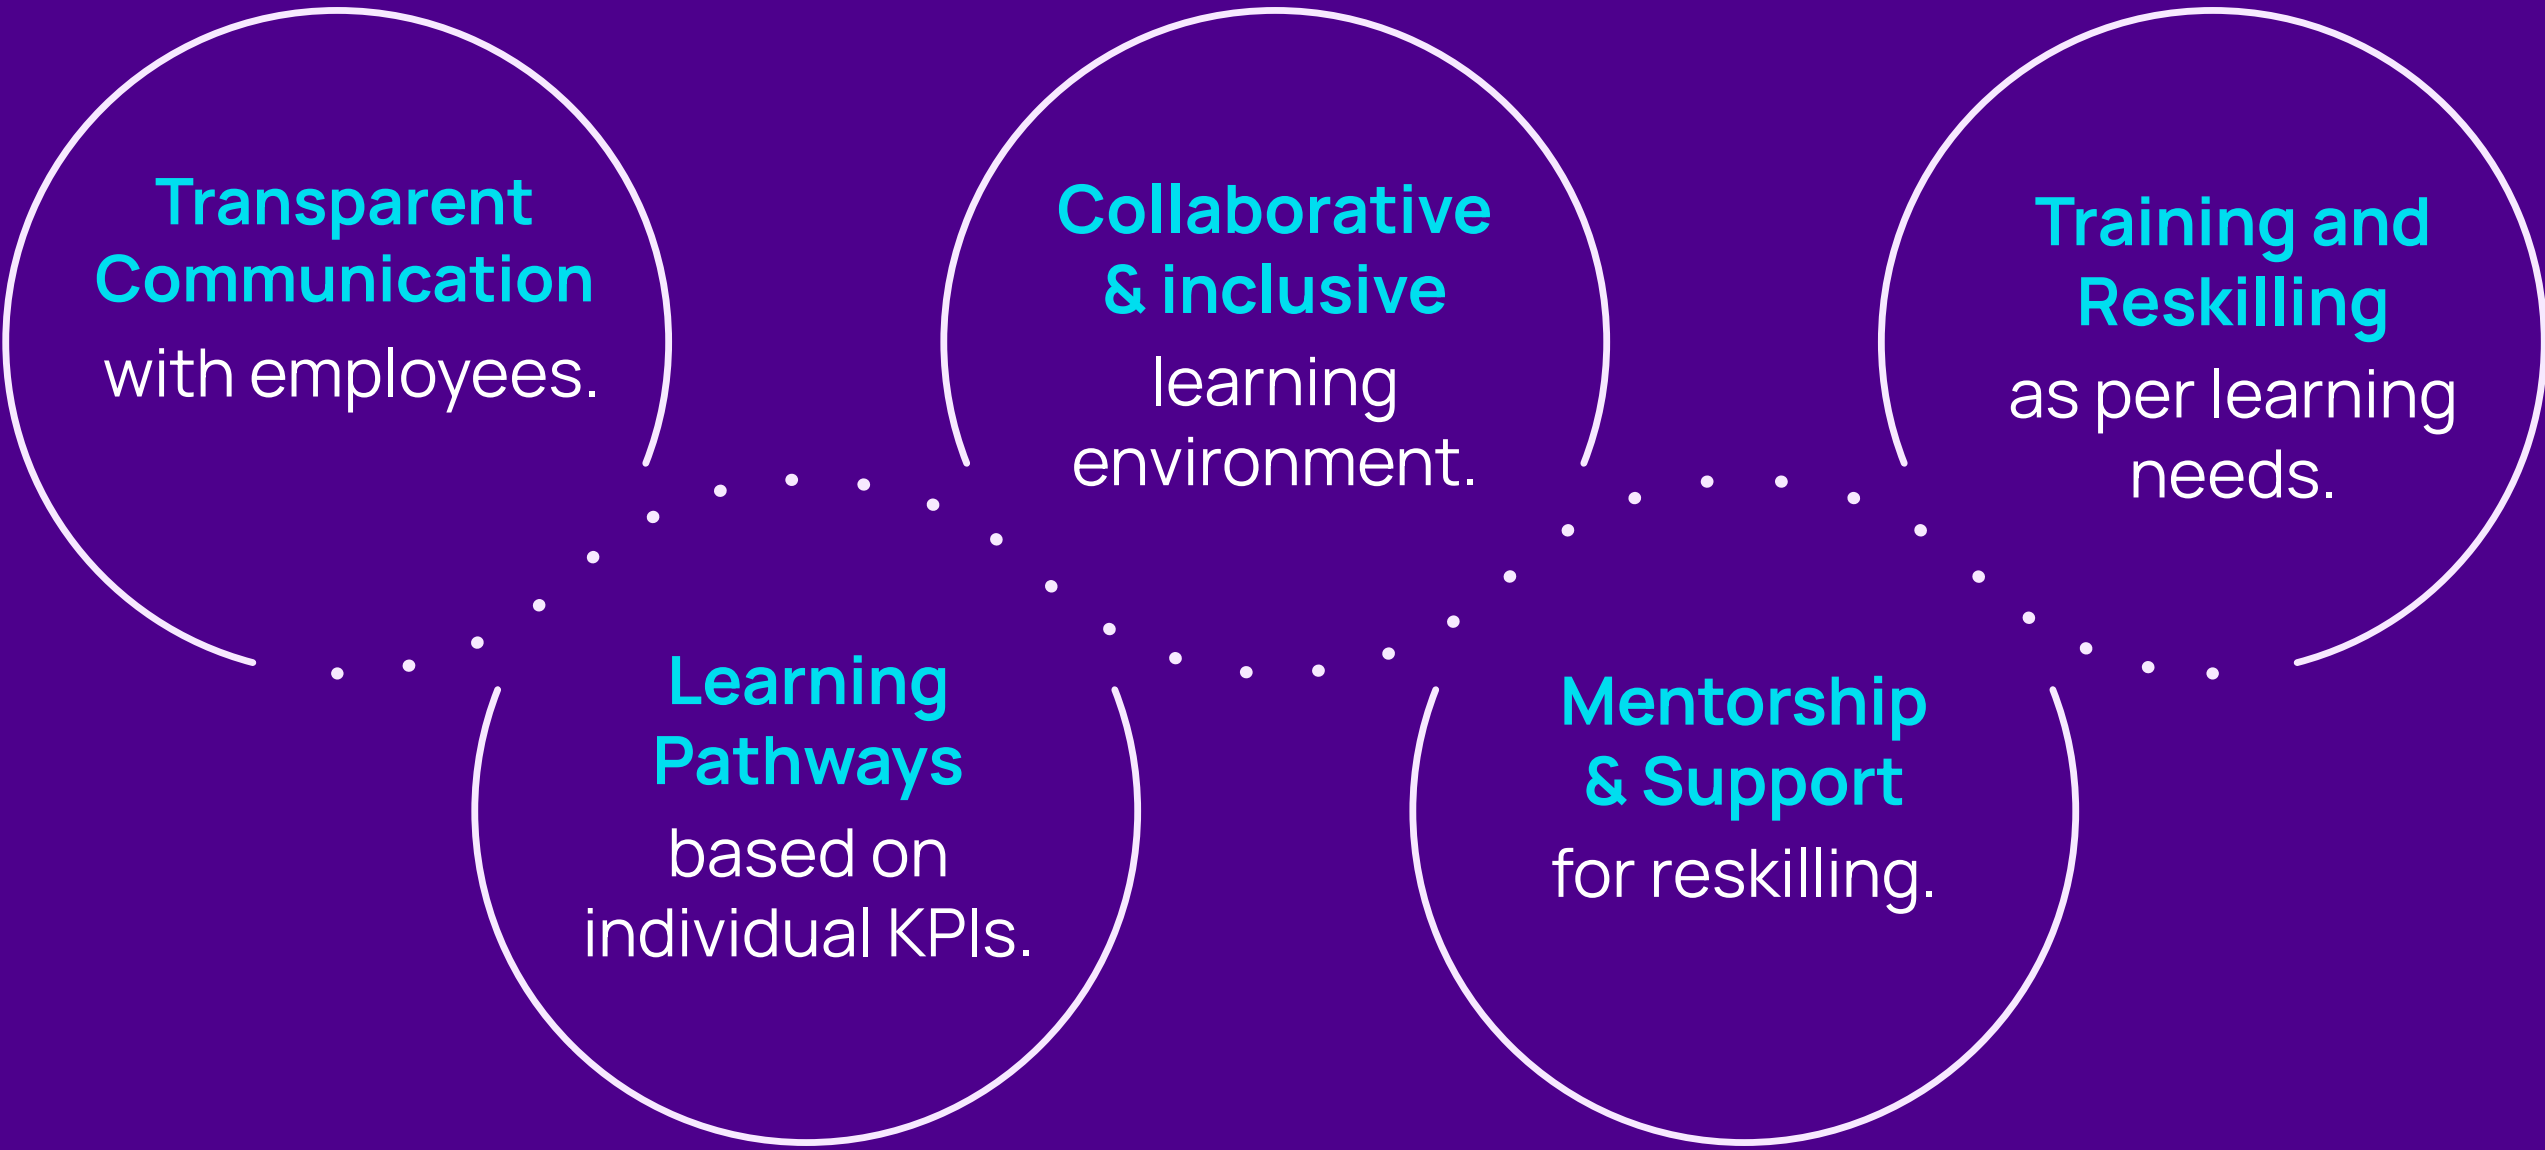 Transparent
Communication
with employees.
Learning
Pathways
based on
individual KPIs.
Collaborative
& inclusive
learning
environment.
Mentorship
& Support
for reskilling.
Training and
Reskilling
as per learning
needs.